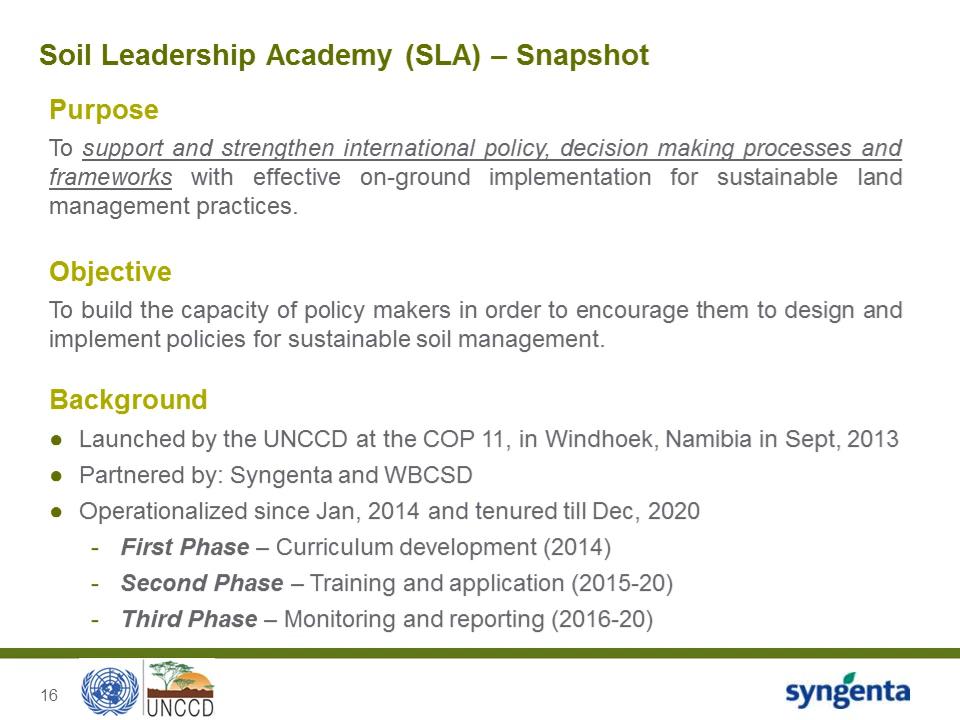 Soil Leadership Academy (SLA) – Snapshot
Purpose
To support and strengthen international policy, decision making processes and
frameworks with effective on-ground implementation for sustainable land
management practices.
Objective
To build the capacity of policy makers in order to encourage them to design and
implement policies for sustainable soil management.
Background
● Launched by the UNCCD at the COP 11, in Windhoek, Namibia in Sept, 2013
● Partnered by: Syngenta and WBCSD
● Operationalized since Jan, 2014 and tenured till Dec, 2020
- First Phase – Curriculum development (2014)
- Second Phase – Training and application (2015-20)
- Third Phase – Monitoring and reporting (2016-20)
16
UNCCD
syngenta